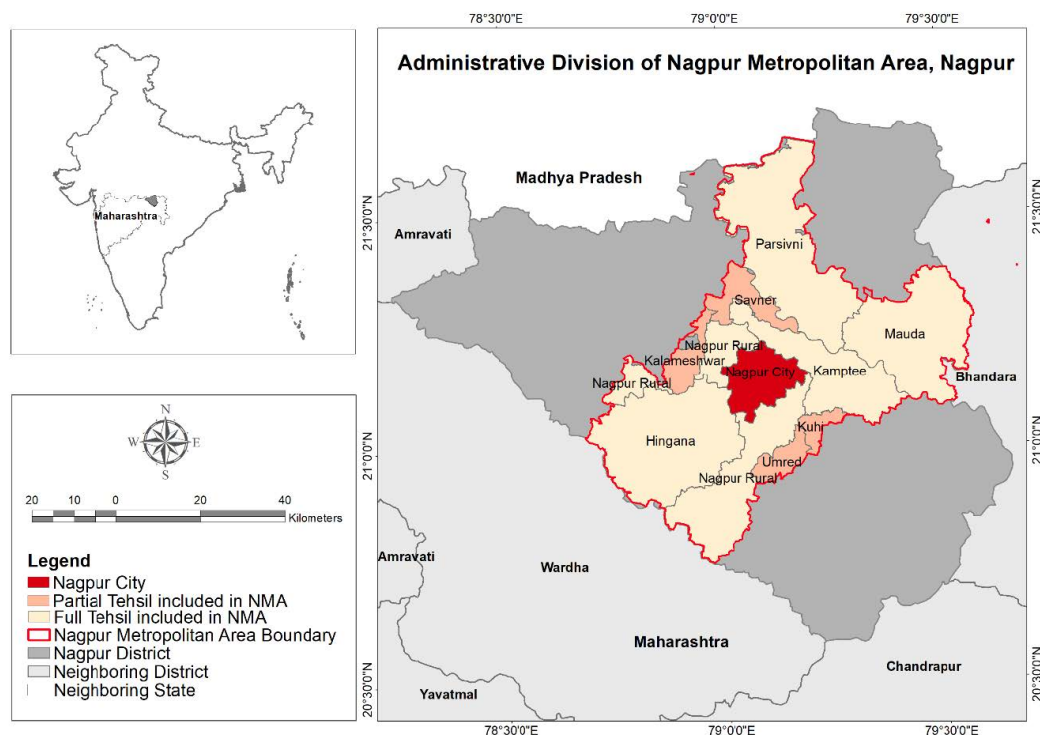 78°30'0"E
79°0'0"E
79°30'0"E
Administrative Division of Nagpur Metropolitan Area, Nagpur
Maharashtra
Madhya Pradesh
Amravati
21°30'0"N
21°30'0"N
Parsivni
Savner
Mauda
Nagpur Rural
Kalameshwar
Nagpur City
Kamptee
Bhandara
Nagpur Rural
Hingana
Kuhi
21°0'0"N
21°0'0"N
Umred
Nagpur Rural
N
W
E
S
20 10 0 20 40
Kilometers
Legend
Nagpur City
Partial Tehsil included in NMA
Full Tehsil included in NMA
Nagpur Metropolitan Area Boundary
Nagpur District
Neighboring District
Neighboring State
Amravati
Wardha
Maharashtra
Chandrapur
Yavatmal
20°30'0"N
20°30'0"N
78°30'0"E
79°0'0"E
79°30'0"E